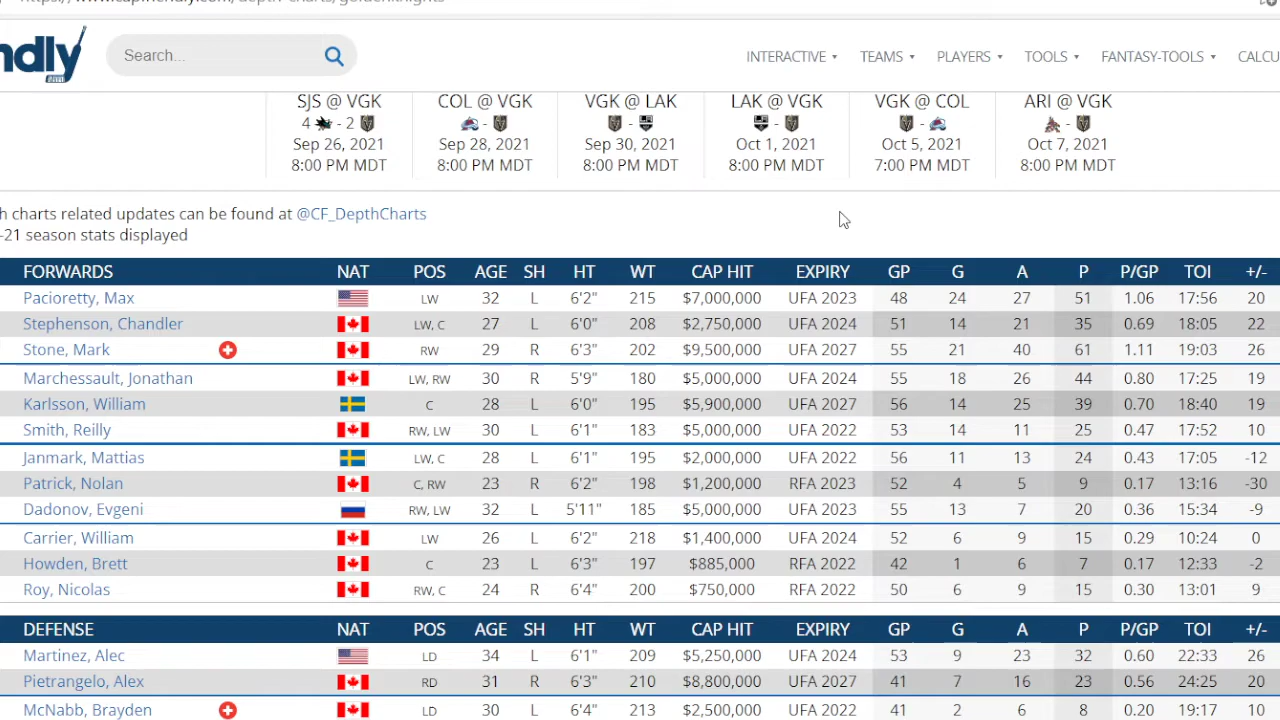 https://www.capfriendly.com/depth-charts/goldenknights
ndly
Search...
INTERACTIVE TEAMS PLAYERS TOOLS FANTASY-TOOLS CALCU
SJS @ VGK COL @ VGK VGK @ LAK LAK @ VGK VGK @ COL ARI @ VGK
4 - 2 - - - - -
Sep 26, 2021 Sep 28, 2021 Sep 30, 2021 Oct 1, 2021 Oct 5, 2021 Oct 7, 2021
8:00 PM MDT 8:00 PM MDT 8:00 PM MDT 8:00 PM MDT 7:00 PM MDT 8:00 PM MDT
h charts related updates can be found at @CF_DepthCharts
-21 season stats displayed
FORWARDS NAT POS AGE SH HT WT CAP HIT EXPIRY GP G A P P/GP TOI +/-
Pacioretty, Max LW 32 L 6'2" 215 $7,000,000 UFA 2023 48 24 27 51 1.06 17:56 20
Stephenson, Chandler LW, C 27 L 6'0" 208 $2,750,000 UFA 2024 51 14 21 35 0.69 18:05 22
Stone, Mark RW 29 R 6'3" 202 $9,500,000 UFA 2027 55 21 40 61 1.11 19:03 26
Marchessault, Jonathan LW, RW 30 R 5'9" 180 $5,000,000 UFA 2024 55 18 26 44 0.80 17:25 19
Karlsson, William C 28 L 6'0" 195 $5,900,000 UFA 2027 56 14 25 39 0.70 18:40 19
Smith, Reilly RW, LW 30 L 6'1" 183 $5,000,000 UFA 2022 53 14 11 25 0.47 17:52 10
Janmark, Mattias LW, C 28 L 6'1" 195 $2,000,000 UFA 2022 56 11 13 24 0.43 17:05 -12
Patrick, Nolan C, RW 23 R 6'2" 198 $1,200,000 RFA 2023 52 4 5 9 0.17 13:16 -30
Dadonov, Evgeni RW, LW 32 L 5'11" 185 $5,000,000 UFA 2023 55 13 7 20 0.36 15:34 -9
Carrier, William LW 26 L 6'2" 218 $1,400,000 UFA 2024 52 6 9 15 0.29 10:24 0
Howden, Brett C 23 L 6'3" 197 $885,000 RFA 2022 42 1 6 7 0.17 12:33 -2
Roy, Nicolas RW, C 24 R 6'4" 200 $750,000 RFA 2022 50 6 9 15 0.30 13:01 9
DEFENSE NAT POS AGE SH HT WT CAP HIT EXPIRY GP G A P P/GP TOI +/-
Martinez, Alec LD 34 L 6'1" 209 $5,250,000 UFA 2024 53 9 23 32 0.60 22:33 26
Pietrangelo, Alex RD 31 R 6'3" 210 $8,800,000 UFA 2027 41 7 16 23 0.56 24:25 20
McNabb, Brayden LD 30 L 6'4" 213 $2,500,000 UFA 2022 41 2 6 8 0.20 19:17 10